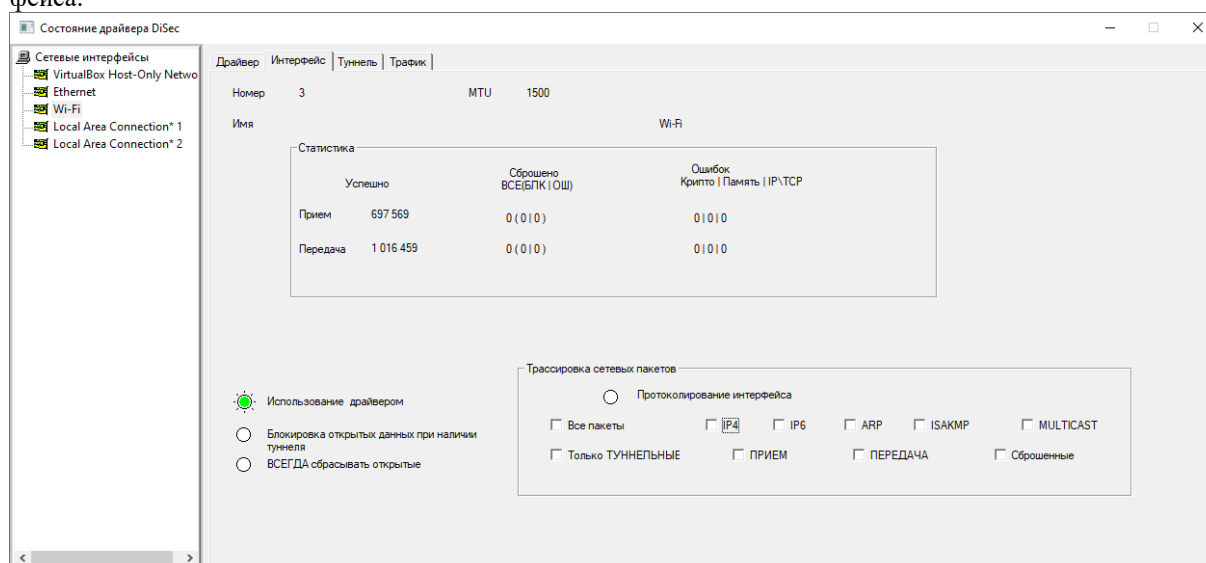 фейса.
Состояние драйвера DiSec
Сетевые интерфейсы
VirtualBox Host-Only Netwo
Ethernet
Wi-Fi
Local Area Connection* 1
Local Area Connection* 2
Драйвер Интерфейс Туннель Трафик
Номер 3 MTU 1500
Имя Wi-Fi
Статистика
Успешно Сброшено Ошибок
ВСЕ(БЛК | ОШ) Крипто | Память | IP\TCP
Прием 697 569 0 ( 0 | 0 ) 0 | 0 | 0
Передача 1 016 459 0 ( 0 | 0 ) 0 | 0 | 0
Использование драйвером
Блокировка открытых данных при наличии
туннеля
ВСЕГДА сбрасывать открытые
Трассировка сетевых пакетов
Протоколирование интерфейса
Все пакеты IP4 IP6 ARP ISAKMP MULTICAST
Только ТУННЕЛЬНЫЕ ПРИЕМ ПЕРЕДАЧА Сброшенные